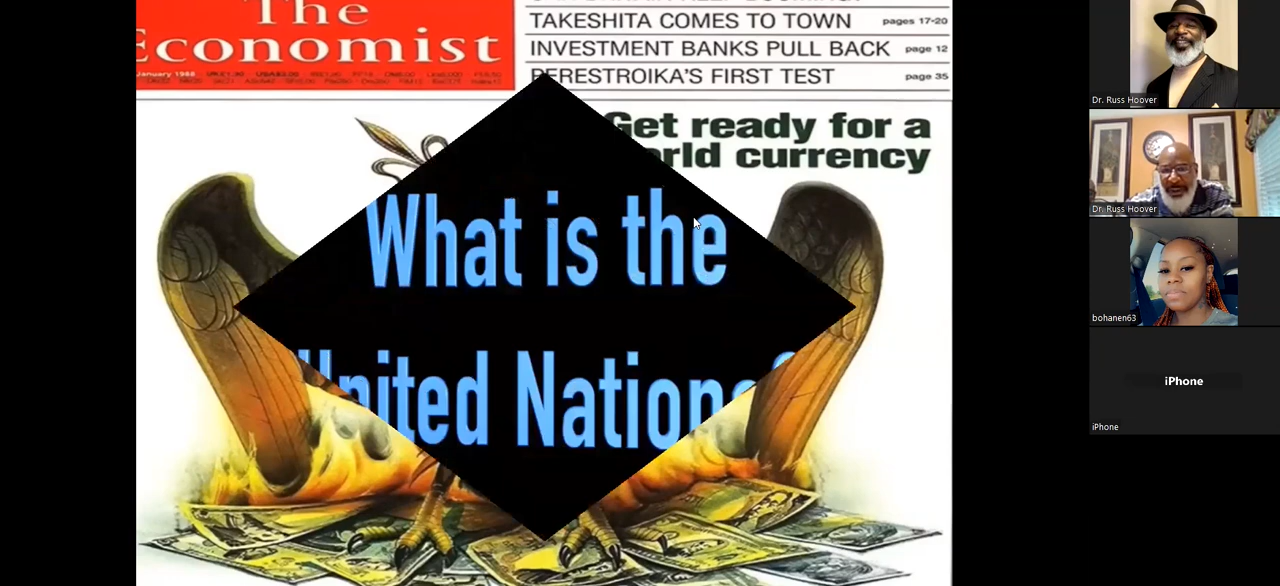 The
Economist
TAKESHITA COMES TO TOWN pages 17-20
INVESTMENT BANKS PULL BACK page 12
PERESTROIKA'S FIRST TEST page 35
January 1988
Get ready for a
orld currency
What is the
United Nations?
Dr. Russ Hoover
Dr. Russ Hoover
bohanen63
iPhone
iPhone